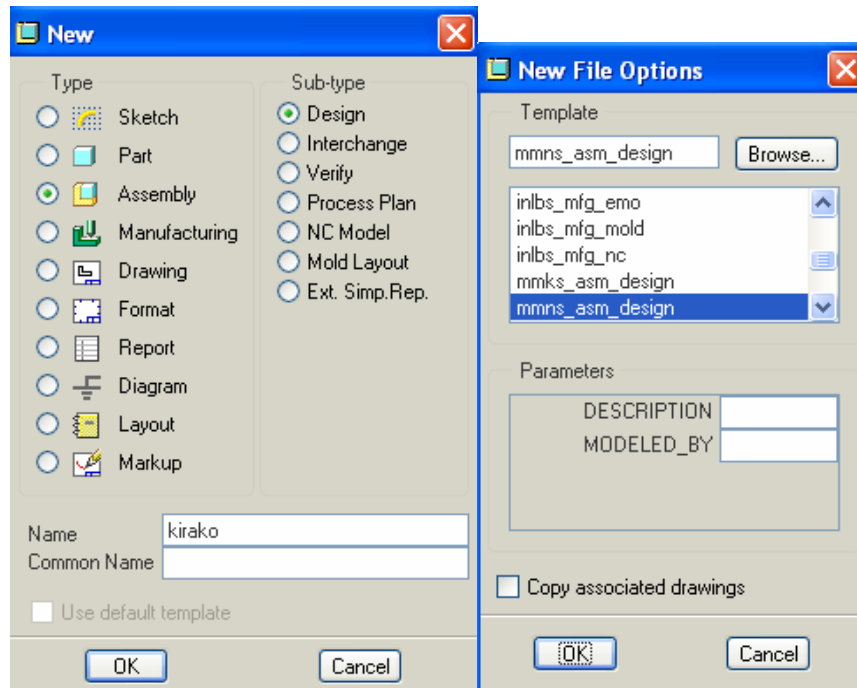 New
Type
Sketch
Part
Assembly
Manufacturing
Drawing
Format
Report
Diagram
Layout
Markup
Sub-type
Design
Interchange
Verify
Process Plan
NC Model
Mold Layout
Ext. Simp.Rep.
Name kirako
Common Name
Use default template
OK Cancel
New File Options
Template
mmns_asm_design Browse...
inlbs_mfg_emo
inlbs_mfg_mold
inlbs_mfg_nc
mmks_asm_design
mmns_asm_design
Parameters
DESCRIPTION
MODELED_BY
Copy associated drawings
OK Cancel